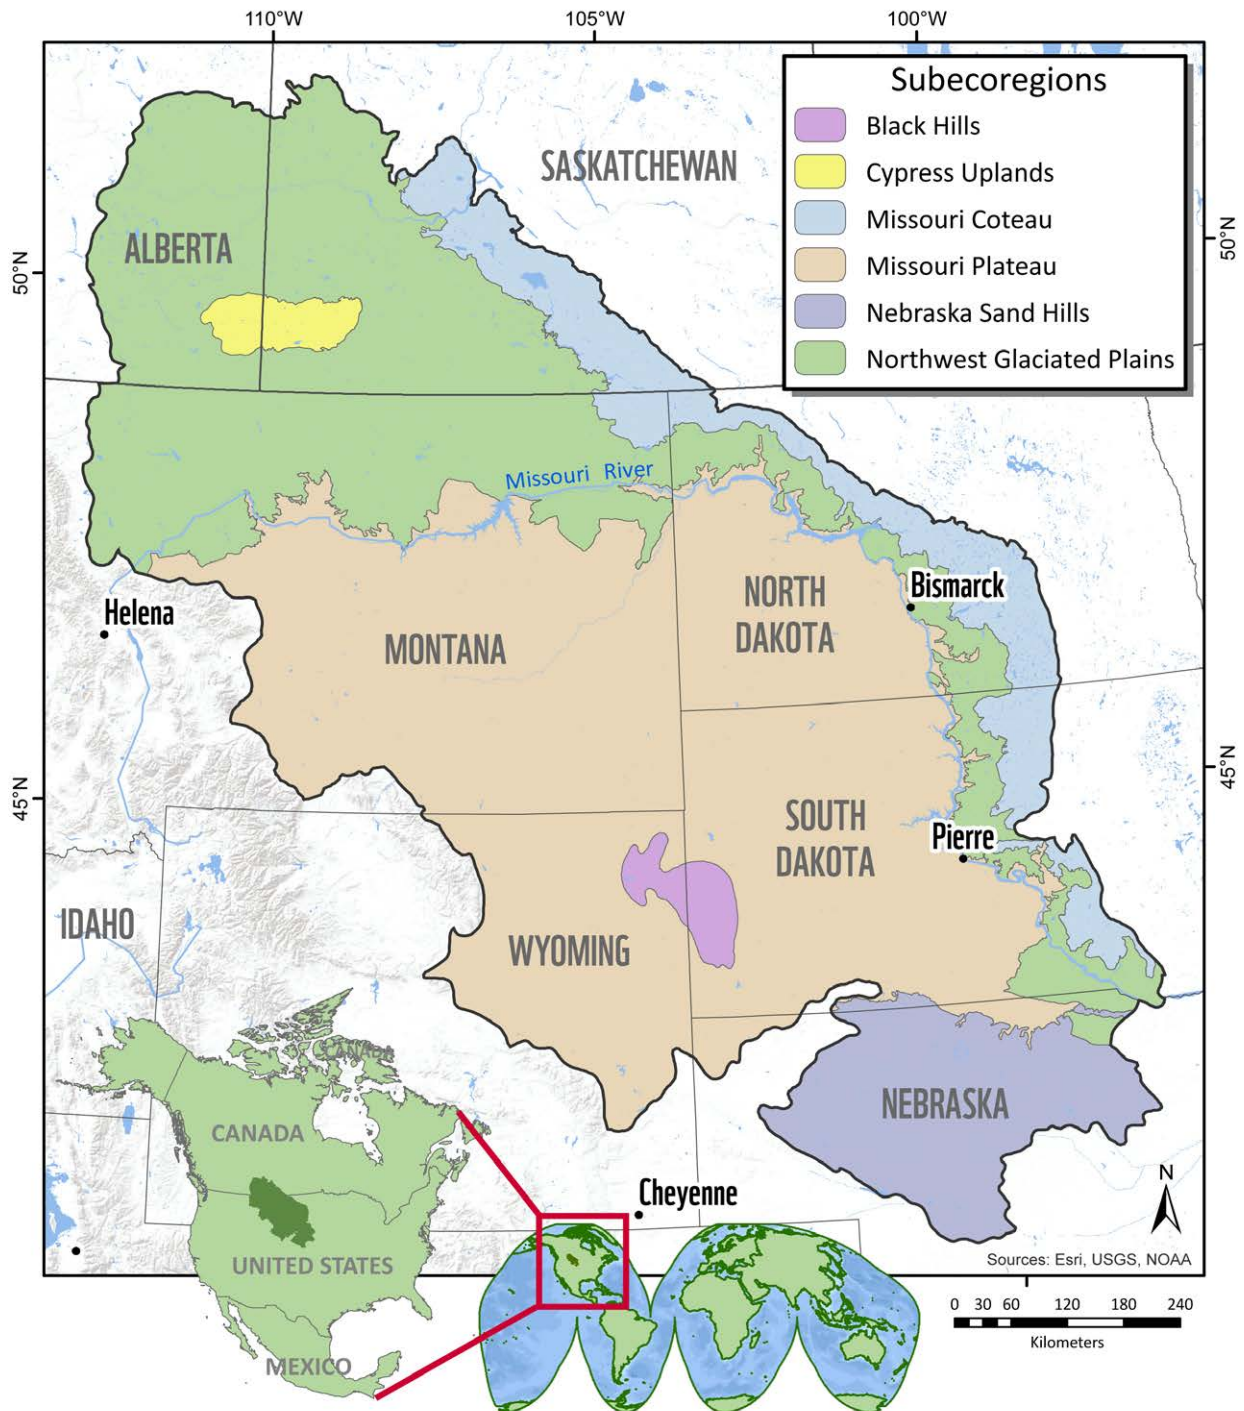 110°W
105°W
100°W
Subecoregions
Black Hills
Cypress Uplands
Missouri Coteau
Missouri Plateau
Nebraska Sand Hills
Northwest Glaciated Plains
SASKATCHEWAN
ALBERTA
50°N
50°N
Missouri River
Helena
MONTANA
NORTH
DAKOTA
Bismarck
45°N
45°N
SOUTH
DAKOTA
Pierre
IDAHO
WYOMING
NEBRASKA
CANADA
CANADA
UNITED STATES
MEXICO
Cheyenne
N
Sources: Esri, USGS, NOAA
0 30 60 120 180 240
Kilometers